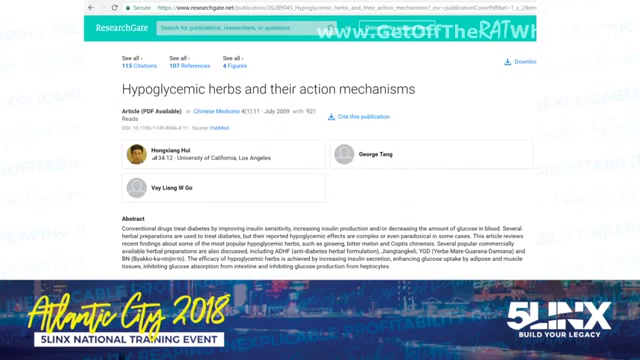 Secure
https://www.researchgate.net/publication/26289045_Hypoglycemic_herbs_and_their_action_mechanisms
ResearchGate
Search for publications, researchers, or questions
www.GetOffTheRATWh
See all ›
115 Citations
See all ›
107 References
See all ›
4 Figures
Downloa
Hypoglycemic herbs and their action mechanisms
Article (PDF Available) in Chinese Medicine 4(1):11 · July 2009 with 921
Reads
DOI: 10.1186/1749-8546-4-11 · Source: PubMed
Cite this publication
Hongxiang Hui
34.12 · University of California, Los Angeles
George Tang
Vay Liang W Go
Abstract
Conventional drugs treat diabetes by improving insulin sensitivity, increasing insulin production and/or decreasing the amount of glucose in blood. Several
herbal preparations are used to treat diabetes, but their reported hypoglycemic effects are complex or even paradoxical in some cases. This article reviews
recent findings about some of the most popular hypoglycemic herbs, such as ginseng, bitter melon and Coptis chinensis. Several popular commercially
available herbal preparations are also discussed, including ADHF (anti-diabetes herbal formulation), Jiangtangkeli, YGD (Yerbe Mate-Guarana-Damiana) and
BN (Byakko-ka-ninjin-to). The efficacy of hypoglycemic herbs is achieved by increasing insulin secretion, enhancing glucose uptake by adipose and muscle
tissues, inhibiting glucose absorption from intestine and inhibiting glucose production from heptocytes.
Atlantic City 2018
5LINX NATIONAL TRAINING EVENT
5LINX
BUILD YOUR LEGACY